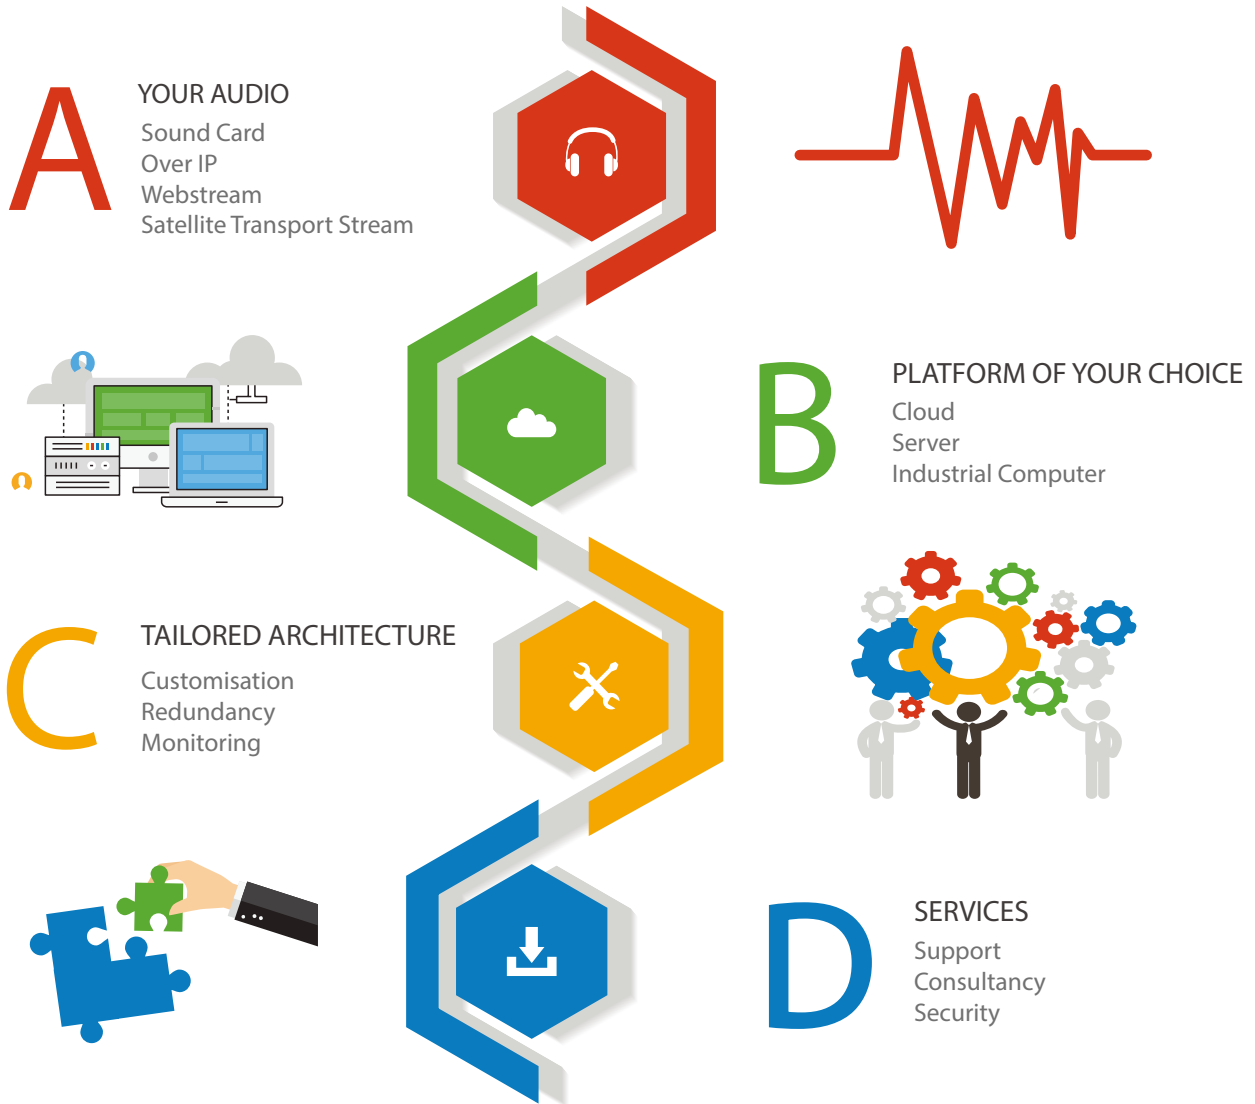 A
YOUR AUDIO
Sound Card
Over IP
Webstream
Satellite Transport Stream
B
PLATFORM OF YOUR CHOICE
Cloud
Server
Industrial Computer
C
TAILORED ARCHITECTURE
Customisation
Redundancy
Monitoring
D
SERVICES
Support
Consultancy
Security